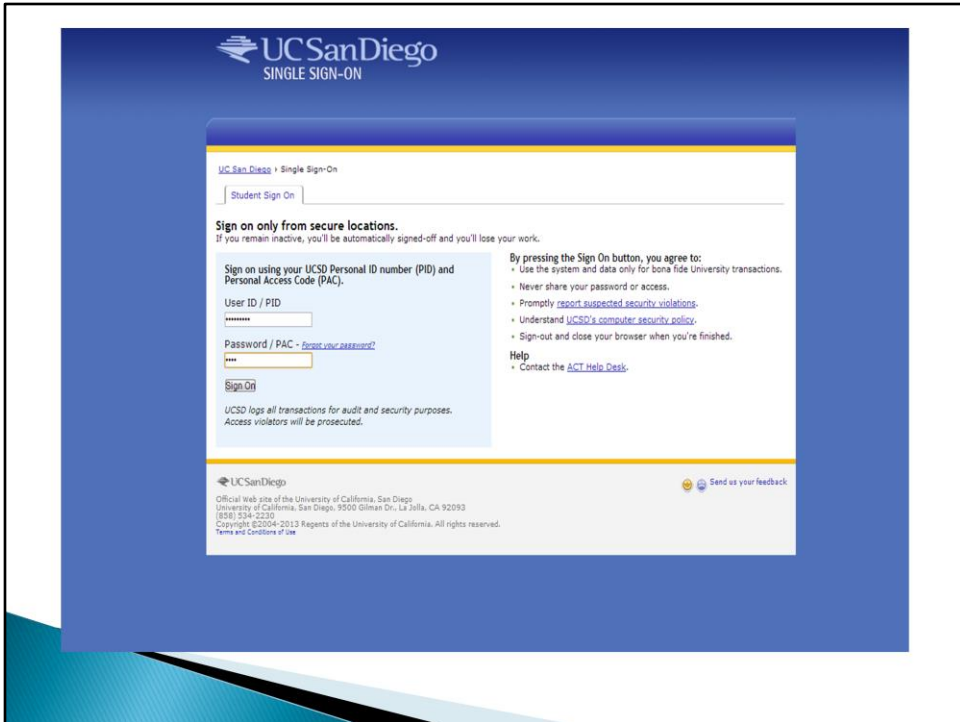 UCSanDiego
SINGLE SIGN-ON
UC San Diego › Single Sign-On
Student Sign On
Sign on only from secure locations.
If you remain inactive, you'll be automatically signed-off and you'll lose your work.
Sign on using your UCSD Personal ID number (PID) and
Personal Access Code (PAC).
User ID / PID
•••••••••
Password / PAC - Forgot your password?
••••
Sign On
UCSD logs all transactions for audit and security purposes.
Access violators will be prosecuted.
By pressing the Sign On button, you agree to:
• Use the system and data only for bona fide University transactions.
• Never share your password or access.
• Promptly report suspected security violations.
• Understand UCSD's computer security policy.
• Sign-out and close your browser when you're finished.
Help
• Contact the ACT Help Desk.
UCSanDiego
Official Web site of the University of California, San Diego
University of California, San Diego, 9500 Gilman Dr., La Jolla, CA 92093
(858) 534-2230
Copyright ©2004-2013 Regents of the University of California. All rights reserved.
Terms and Conditions of Use
Send us your feedback